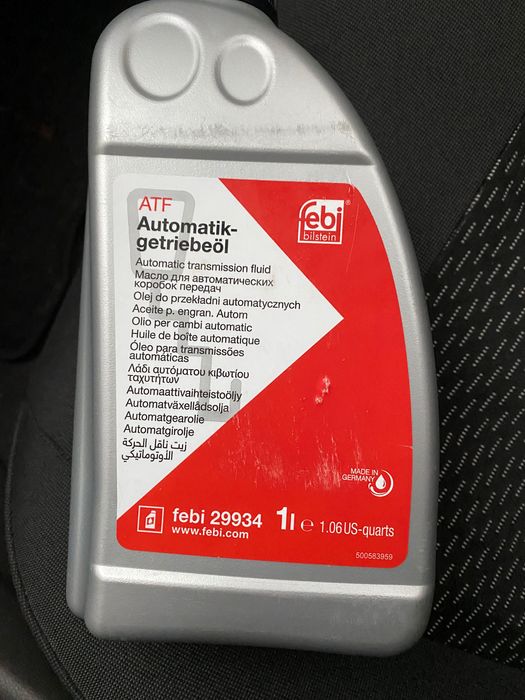 ATF
Automatik-
getriebeöl
febi
®
bilstein
Automatic transmission fluid
Масло для автоматических
коробок передач
Olej do przekładni automatycznych
Aceite p. engran. Autom
Olio per cambi automatic
Huile de boîte automatique
Óleo para transmissões
automáticas
Λάδι αυτόματου κιβωτίου
ταχυτήτων
Automaattivaihteistoöljy
Automatväxellådsolja
Automatgearolie
Automatgirolje
زيت ناقل الحركة
الأوتوماتيكي
MADE IN
GERMANY
febi 29934 1l e 1.06 US-quarts
www.febi.com
500583959